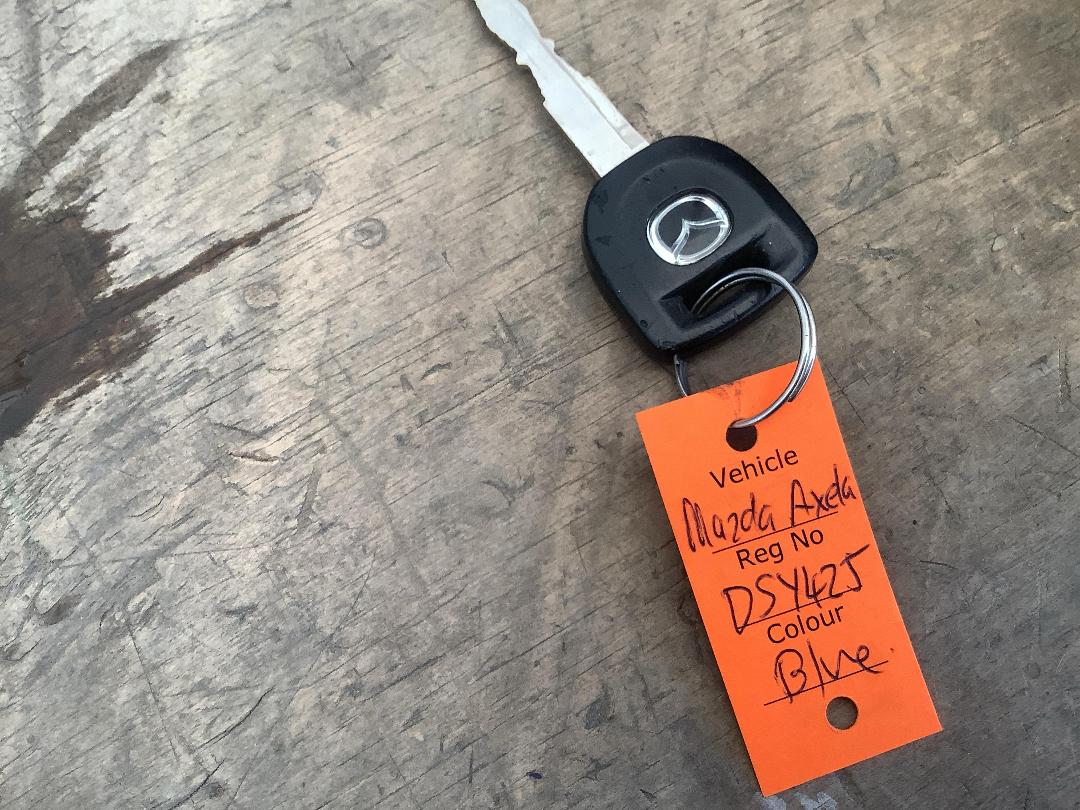 Vehicle
Mazda Axela
Reg No
DSY425
Colour
Blue